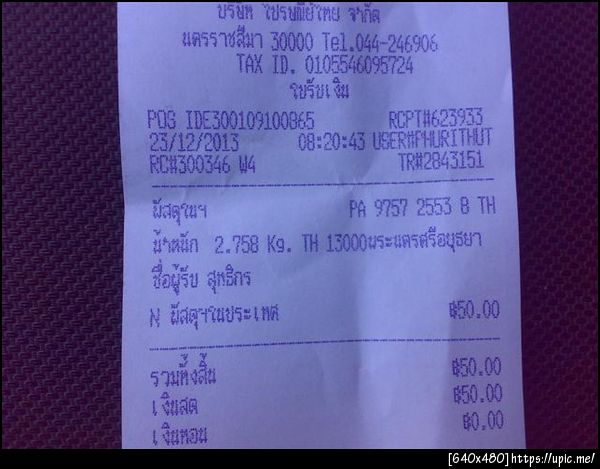 บริษัท ไปรษณีย์ไทย จำกัด
นครราชสีมา 30000 Tel.044-246906
TAX ID. 0105546095724
ใบรับเงิน
POS IDE300109100865 RCPT#623933
23/12/2013 08:20:43 USER#PHURITHUT
RC#300346 W4 TR#2843151
พัสดุในฯ PA 9757 2553 8 TH
น้ำหนัก 2.758 Kg. TH 13000พระนครศรีอยุธยา
ชื่อผู้รับ สุทธิกร
N พัสดุฯในประเทศ ฿50.00
รวมทั้งสิ้น ฿50.00
เงินสด ฿50.00
เงินทอน ฿0.00
[640x480]https://upic.me/